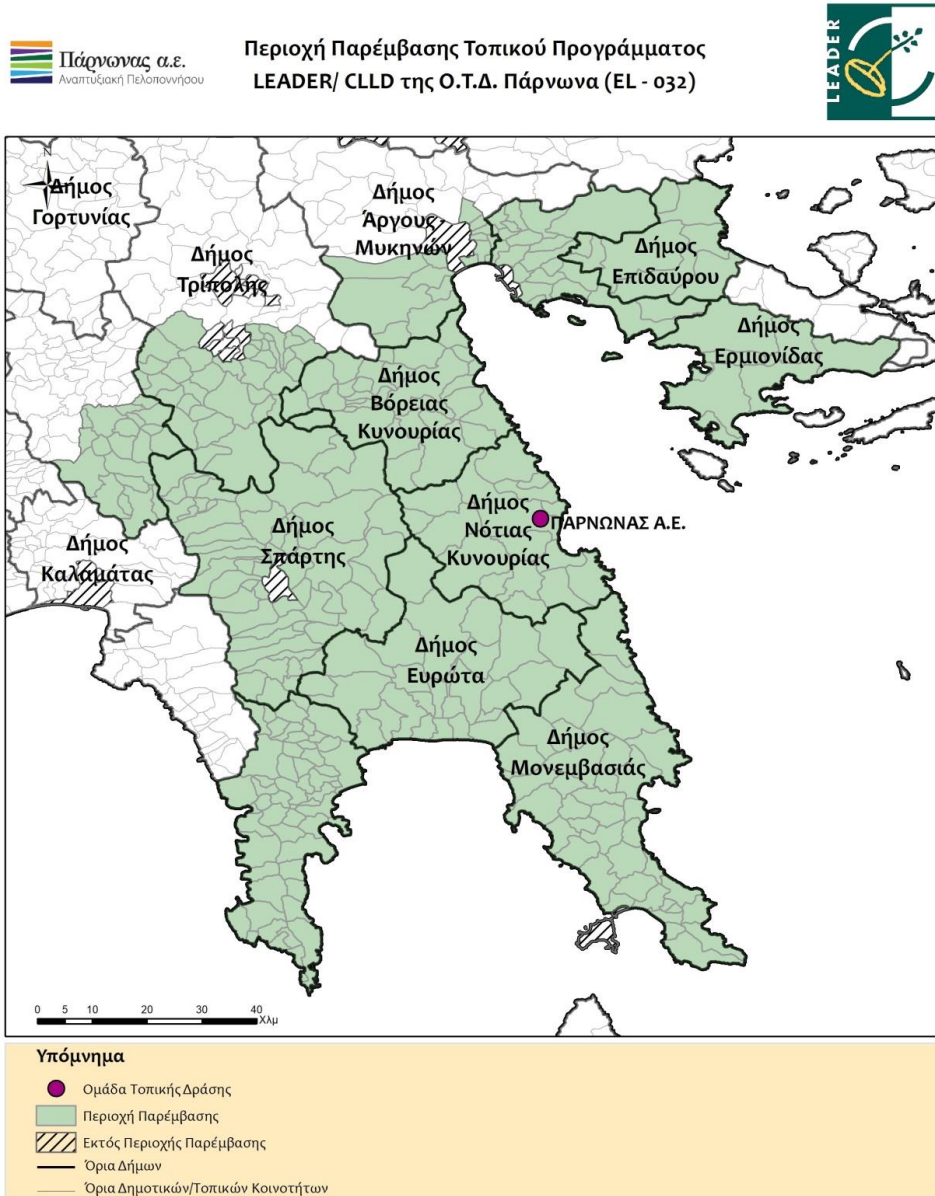 Πάρνωνας α.ε.
Αναπτυξιακή Πελοποννήσου
Περιοχή Παρέμβασης Τοπικού Προγράμματος
LEADER/ CLLD της Ο.Τ.Δ. Πάρνωνα (EL - 032)
LEADER
N
Δήμος
Γορτυνίας
Δήμος
Άργους
Μυκηνών
Δήμος
Τρίπολης
Δήμος
Επιδαύρου
Δήμος
Ερμιονίδας
Δήμος
Βόρειας
Κυνουρίας
Δήμος
Νότιας
Κυνουρίας
ΠΑΡΝΩΝΑΣ Α.Ε.
Δήμος
Σπάρτης
Δήμος
Καλαμάτας
Δήμος
Ευρώτα
Δήμος
Μονεμβασιάς
0 5 10 20 30 40
Χλμ
Υπόμνημα
Ομάδα Τοπικής Δράσης
Περιοχή Παρέμβασης
Εκτός Περιοχής Παρέμβασης
Όρια Δήμων
Όρια Δημοτικών/Τοπικών Κοινοτήτων